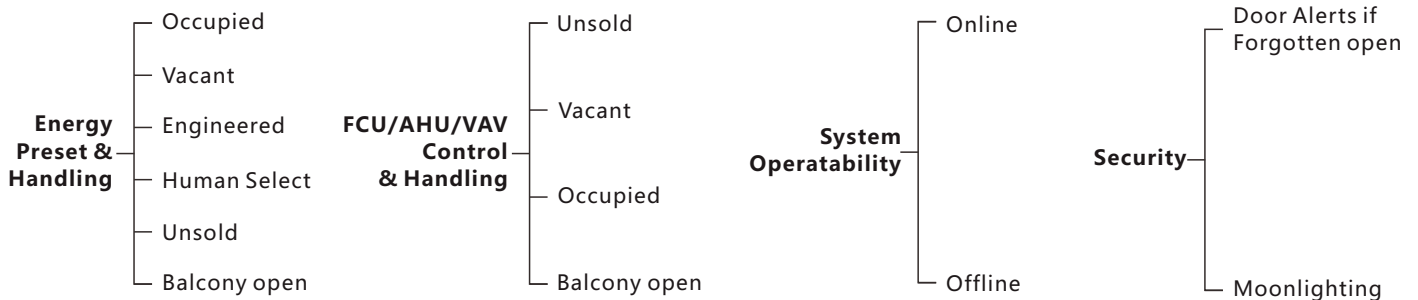 Energy
Preset &
Handling
Occupied
Vacant
Engineered
Human Select
Unsold
Balcony open
FCU/AHU/VAV
Control
& Handling
Unsold
Vacant
Occupied
Balcony open
System
Operatability
Online
Offline
Security
Door Alerts if
Forgotten open
Moonlighting